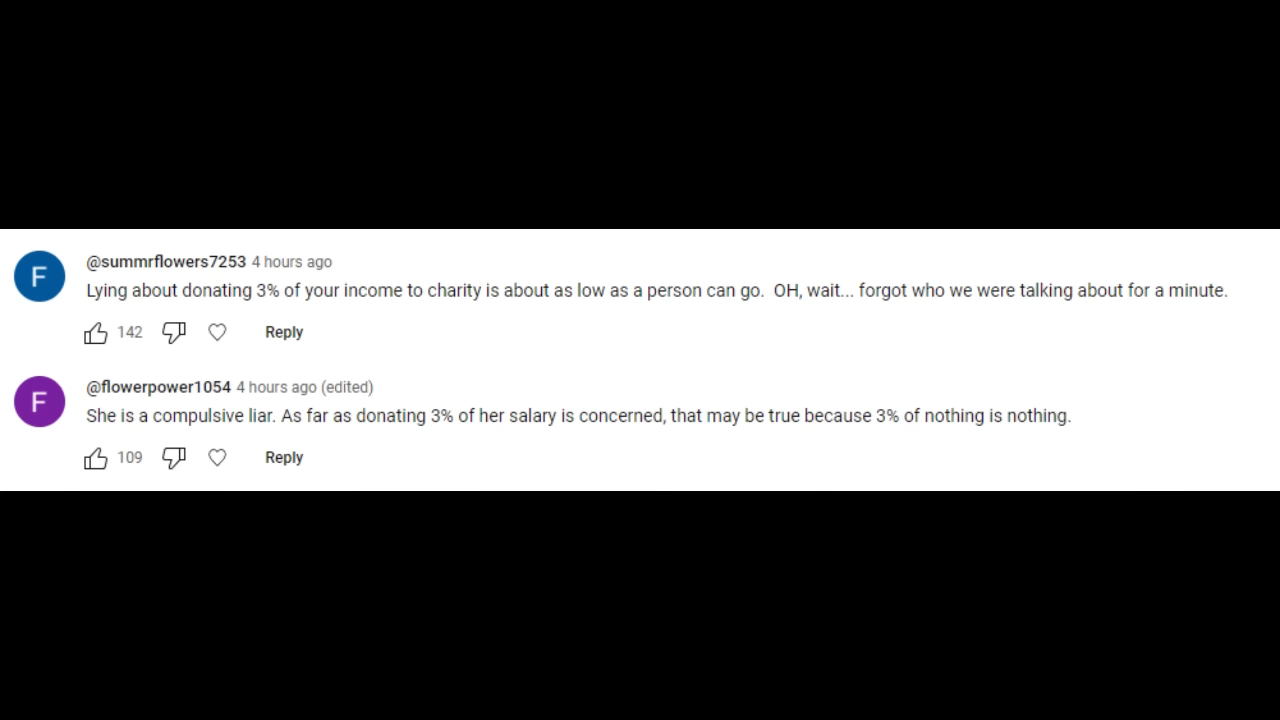 F
@summrflowers7253 4 hours ago
Lying about donating 3% of your income to charity is about as low as a person can go.  OH, wait... forgot who we were talking about for a minute.
142 Reply
F
@flowerpower1054 4 hours ago (edited)
She is a compulsive liar. As far as donating 3% of her salary is concerned, that may be true because 3% of nothing is nothing.
109 Reply